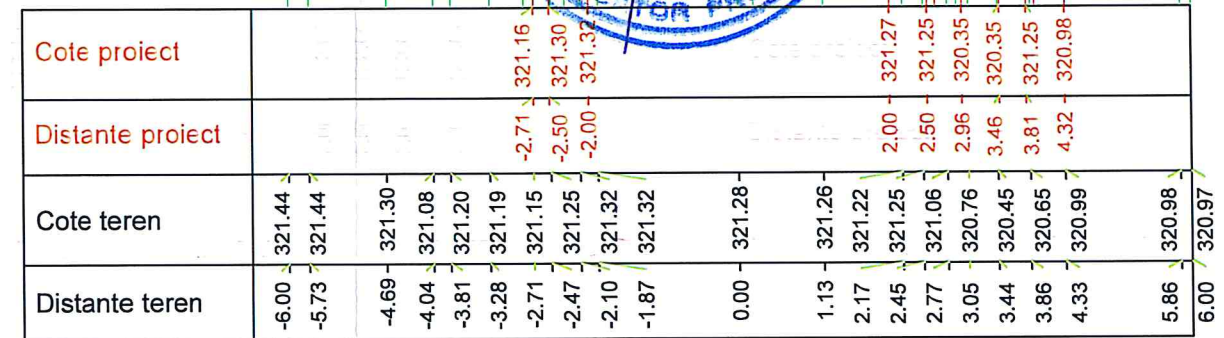 TOR PR
Cote proiect 321.16 321.30 321.32 321.27 321.25 320.35 320.35 321.25 320.98
Distante proiect -2.71 -2.50 -2.00 2.00 2.50 2.96 3.46 3.81 4.32
Cote teren 321.44 321.44 321.30 321.08 321.20 321.19 321.15 321.25 321.32 321.32 321.28 321.26 321.22 321.25 321.06 320.76 320.45 320.65 320.99 320.98 320.97
Distante teren -6.00 -5.73 -4.69 -4.04 -3.81 -3.28 -2.71 -2.47 -2.10 -1.87 0.00 1.13 2.17 2.45 2.77 3.05 3.44 3.86 4.33 5.86 6.00